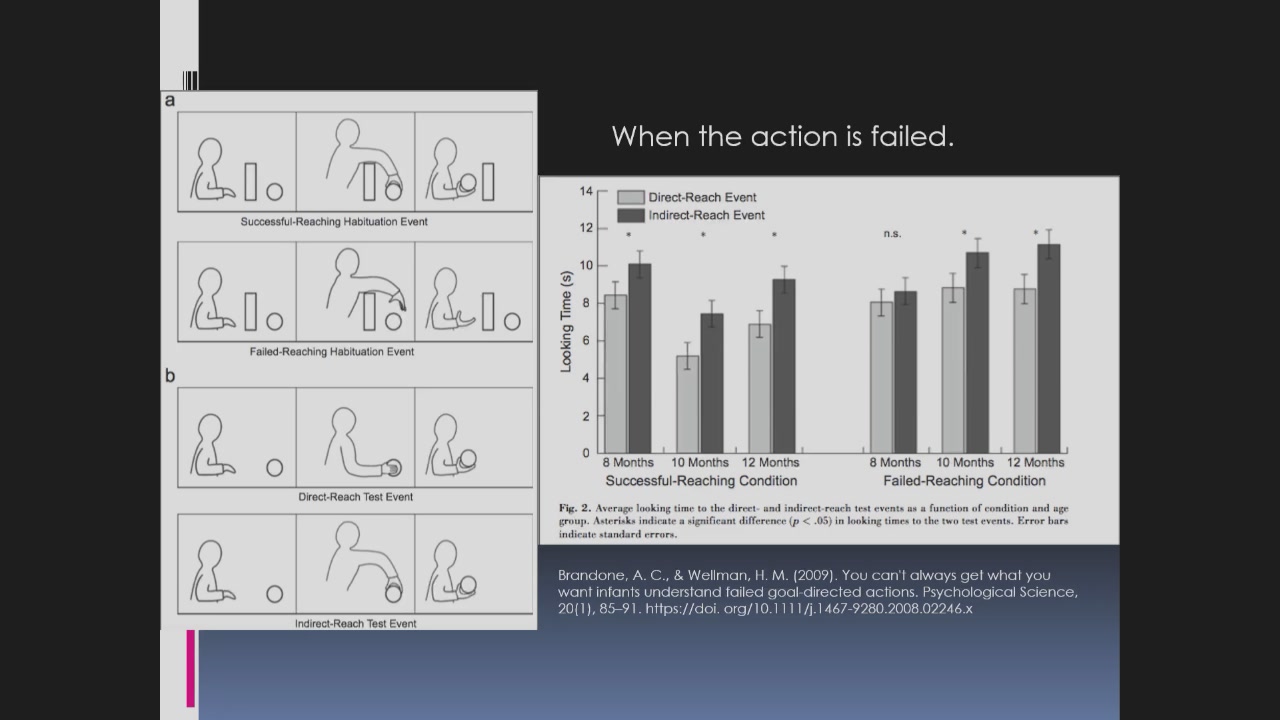 When the action is failed.
a
Successful-Reaching Habituation Event
Failed-Reaching Habituation Event
b
Direct-Reach Test Event
Indirect-Reach Test Event
14
12
10
8
6
4
2
0
Looking Time (s)
Direct-Reach Event
Indirect-Reach Event
* * * n.s. * *
8 Months 10 Months 12 Months 8 Months 10 Months 12 Months
Successful-Reaching Condition Failed-Reaching Condition
Fig. 2. Average looking time to the direct- and indirect-reach test events as a function of condition and age
group. Asterisks indicate a significant difference (p < .05) in looking times to the two test events. Error bars
indicate standard errors.
Brandone, A. C., & Wellman, H. M. (2009). You can't always get what you
want infants understand failed goal-directed actions. Psychological Science,
20(1), 85–91. https://doi. org/10.1111/j.1467-9280.2008.02246.x